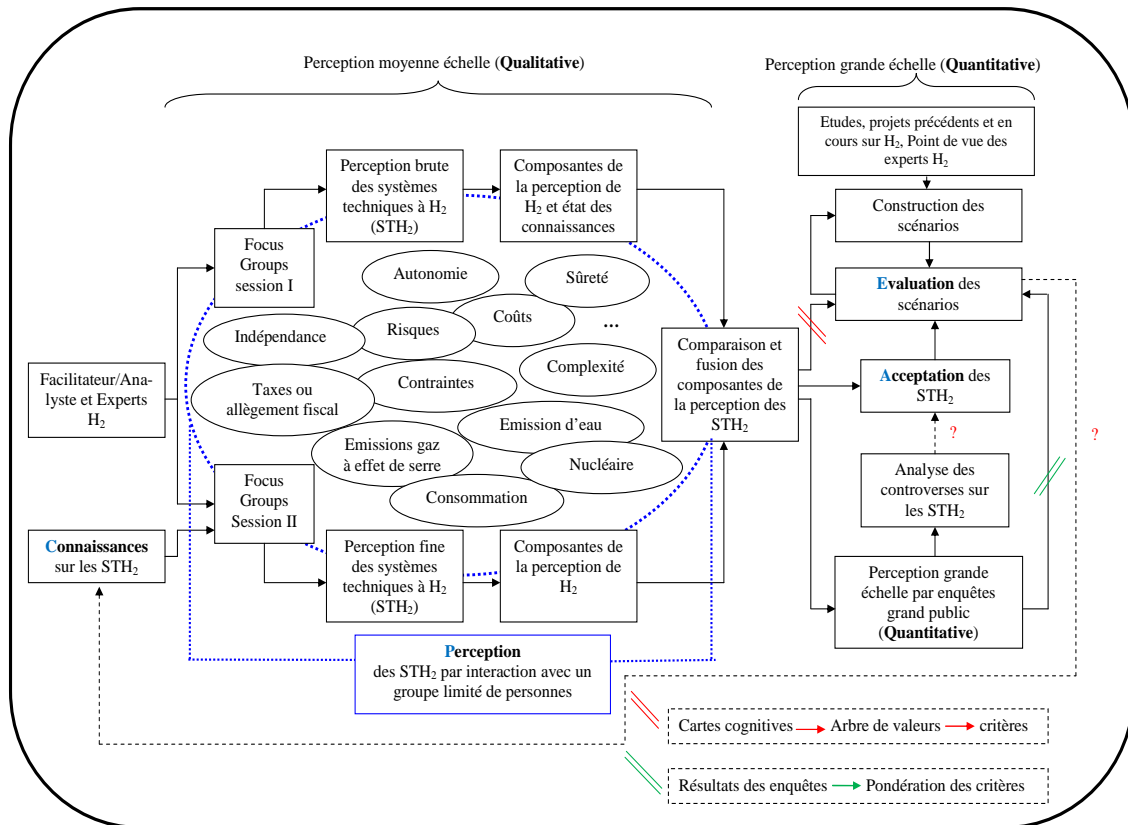 Perception moyenne échelle (Qualitative)
Perception grande échelle (Quantitative)
Etudes, projets précédents et en
cours sur H2, Point de vue des
experts H2
Perception brute
des systèmes
techniques à H2
(STH2)
Composantes de
la perception de
H2 et état des
connaissances
Construction des
scénarios
Focus
Groups
session I
Autonomie
Sûreté
Evaluation des
scénarios
Indépendance
Risques
Coûts
...
Facilitateur/Ana-
lyste et Experts
H2
Taxes ou
allègement fiscal
Contraintes
Complexité
Comparaison et
fusion des
composantes de
la perception des
STH2
Acceptation des
STH2
?
?
Emissions gaz
à effet de serre
Emission d’eau
Nucléaire
Consommation
Analyse des
controverses sur
les STH2
Focus
Groups
Session II
Connaissances
sur les STH2
Perception fine
des systèmes
techniques à H2
(STH2)
Composantes de
la perception de
H2
Perception grande
échelle par enquêtes
grand public
(Quantitative)
Perception
des STH2 par interaction avec un
groupe limité de personnes
Cartes cognitives Arbre de valeurs critères
Résultats des enquêtes Pondération des critères